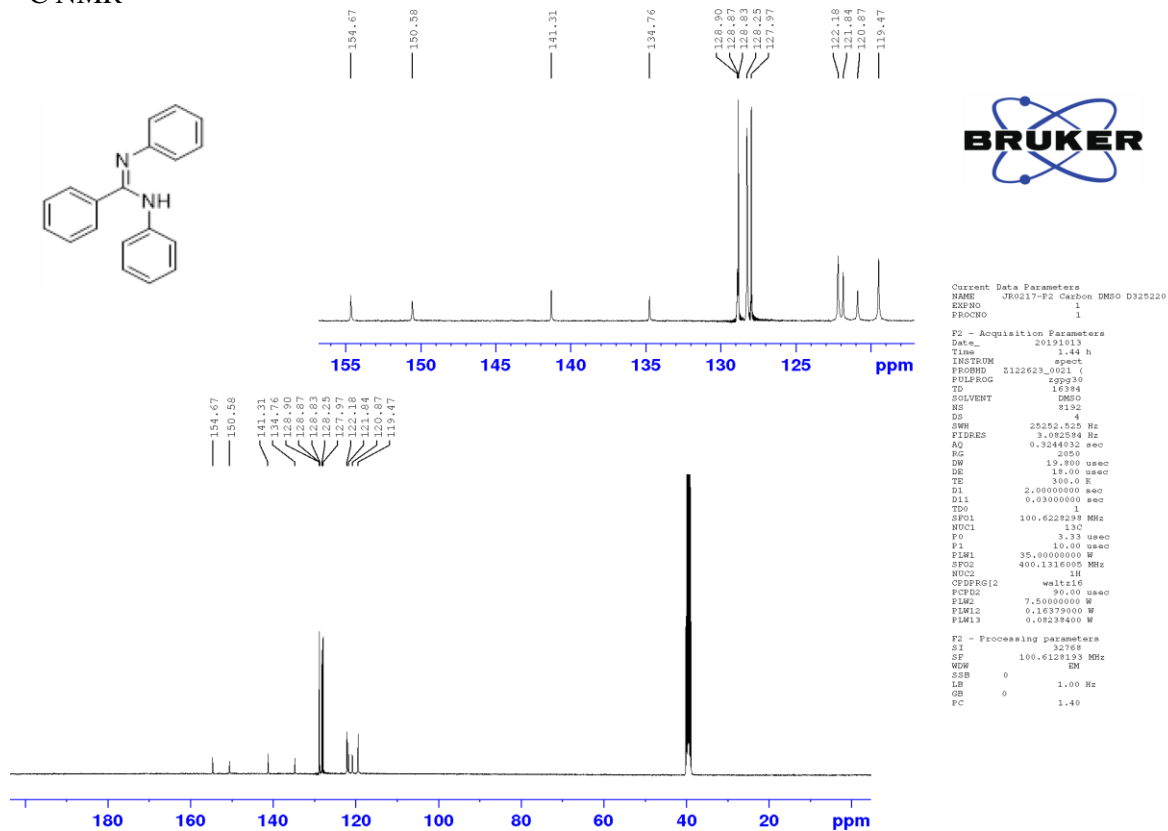 C NMR
154.67
150.58
141.31
134.76
128.90
128.87
128.83
128.25
127.97
122.18
121.84
120.87
119.47
N
NH
BRUKER
155 150 145 140 135 130 125 ppm
Current Data Parameters
NAME JR0217-P2 Carbon DMSO D325220
EXPNO 1
PROCNO 1
F2 - Acquisition Parameters
Date_ 20191013
Time 1.44 h
INSTRUM spect
PROBHD Z122623_0021 (
PULPROG zgpg30
TD 16384
SOLVENT DMSO
NS 8192
DS 4
SWH 25252.525 Hz
FIDRES 3.082584 Hz
AQ 0.3244032 sec
RG 2050
DW 19.800 usec
DE 18.00 usec
TE 300.0 K
D1 2.00000000 sec
D11 0.03000000 sec
TD0 1
SFO1 100.6228298 MHz
NUC1 13C
P0 3.33 usec
P1 10.00 usec
PLW1 35.00000000 W
SFO2 400.1316005 MHz
NUC2 1H
CPDPRG[2 waltz16
PCPD2 90.00 usec
PLW2 7.50000000 W
PLW12 0.16379000 W
PLW13 0.08238400 W
F2 - Processing parameters
SI 32768
SF 100.6128193 MHz
WDW EM
SSB 0
LB 1.00 Hz
GB 0
PC 1.40
154.67
150.58
141.31
134.76
128.90
128.87
128.83
128.25
127.97
122.18
121.84
120.87
119.47
180 160 140 120 100 80 60 40 20 ppm